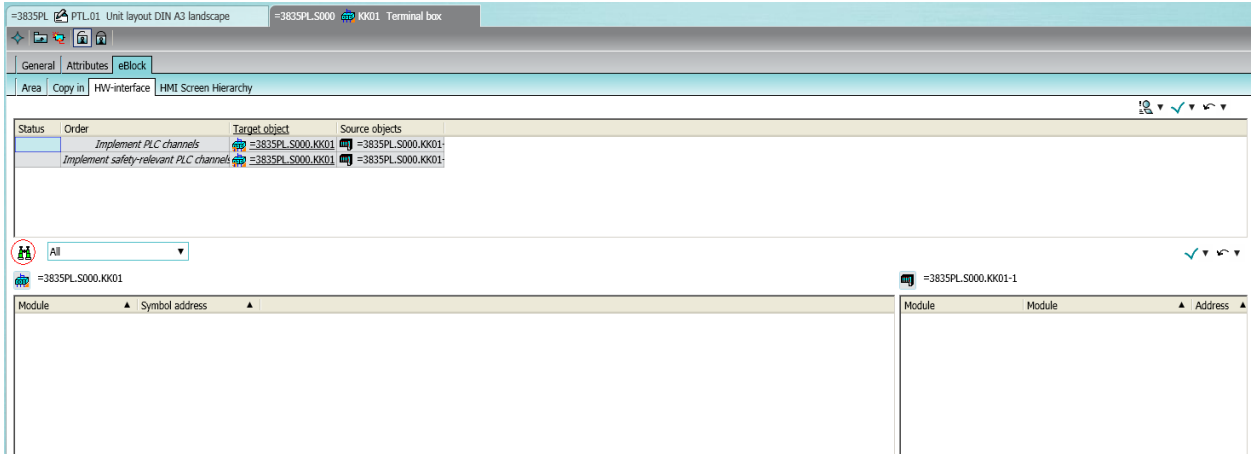 =3835PL PTL.01 Unit layout DIN A3 landscape =3835PL.S000 KK01 Terminal box
General Attributes eBlock
Area Copy in HW-interface HMI Screen Hierarchy
Status Order Target object Source objects
Implement PLC channels =3835PL.S000.KK01 =3835PL.S000.KK01-
Implement safety-relevant PLC channels =3835PL.S000.KK01 =3835PL.S000.KK01-
All
=3835PL.S000.KK01 =3835PL.S000.KK01-1
Module Symbol address Module Module Address